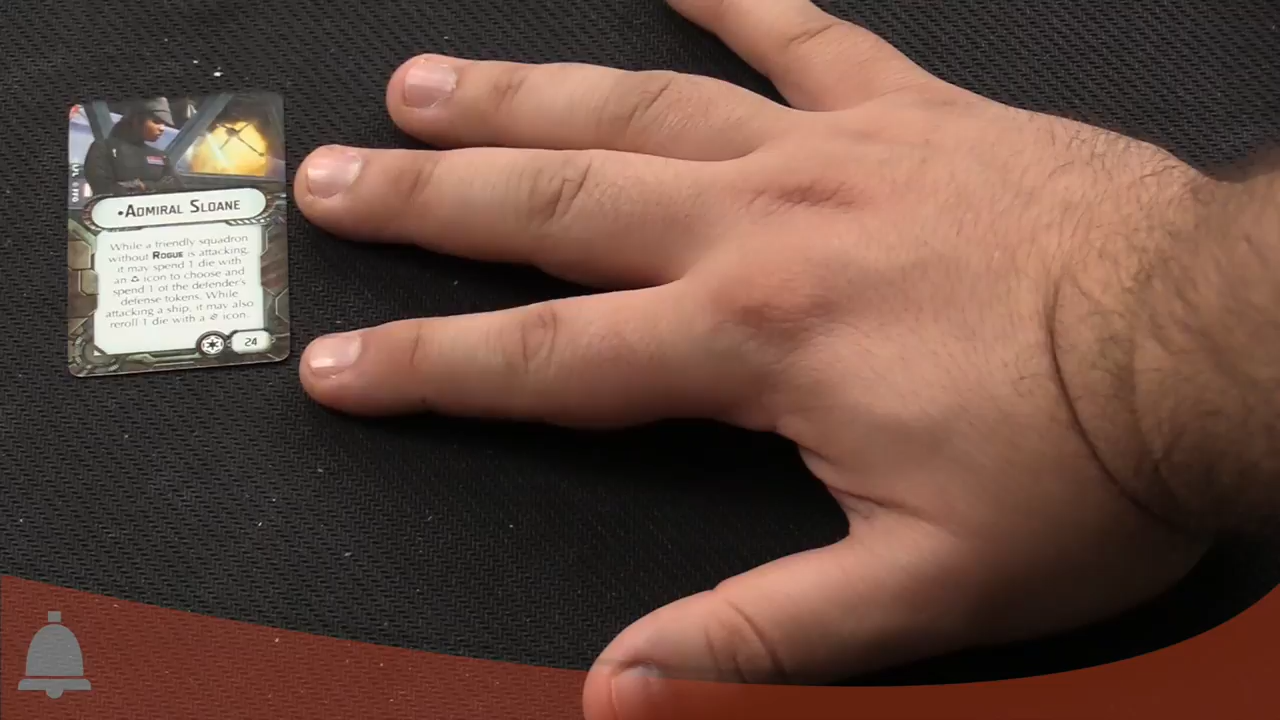 •Admiral Sloane
While a friendly squadron
without Rogue is attacking,
it may spend 1 die with
an icon to choose and
spend 1 of the defender's
defense tokens. While
attacking a ship, it may also
reroll 1 die with a icon.
24